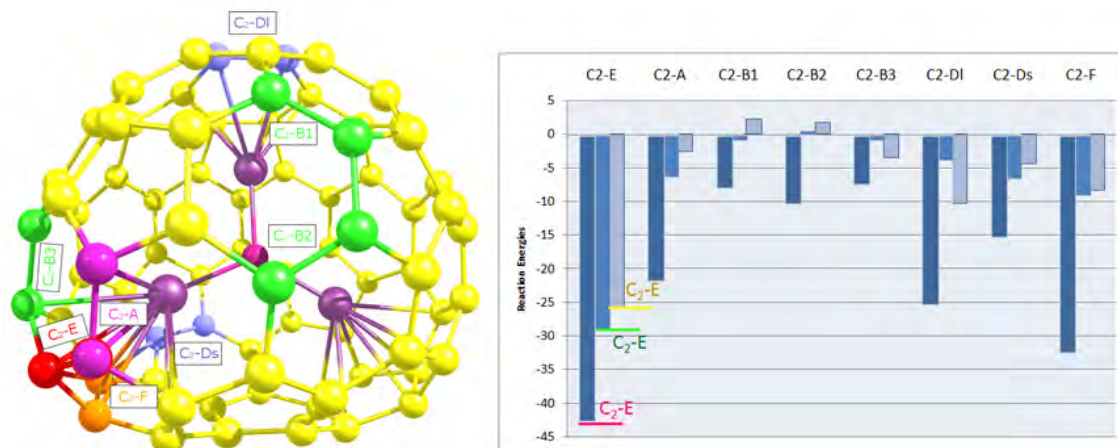 C₂-Dl
C₂-B1
C₂-B2
C₂-B3
C₂-A
C₂-E
C₂-Ds
C₂-F
C2-E C2-A C2-B1 C2-B2 C2-B3 C2-Dl C2-Ds C2-F
5
0
-5
-10
-15
-20
-25
-30
-35
-40
-45
Reaction Energies
C₂-E
C₂-E
C₂-E